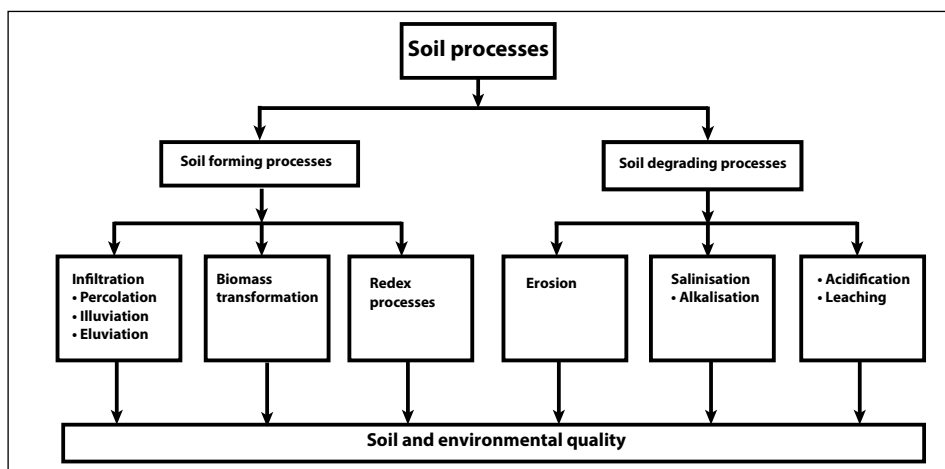 Soil processes
Soil forming processes
Soil degrading processes
Infiltration
• Percolation
• Illuviation
• Eluviation
Biomass
transformation
Redex
processes
Erosion
Salinisation
• Alkalisation
• Acidification
• Leaching
Soil and environmental quality